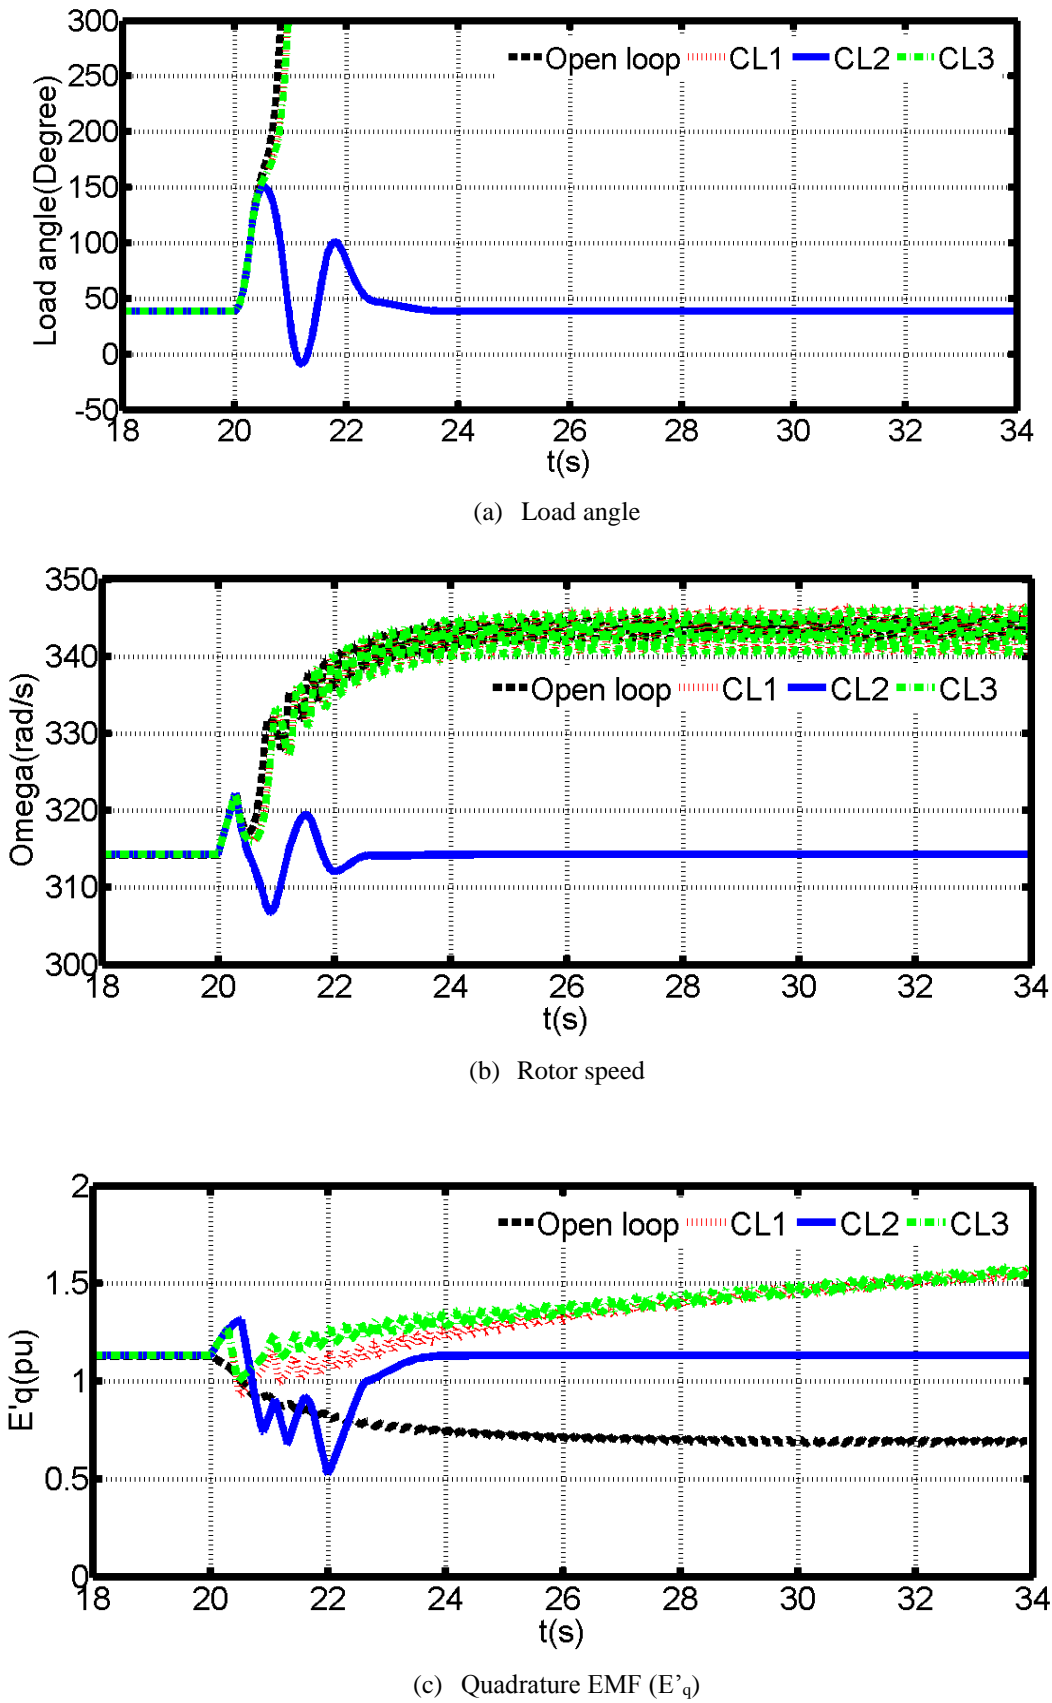 300
250
200
150
100
50
0
-50
Load angle(Degree)
Open loop CL1 CL2 CL3
18 20 22 24 26 28 30 32 34
t(s)
(a) Load angle
350
340
330
320
310
300
Omega(rad/s)
Open loop CL1 CL2 CL3
18 20 22 24 26 28 30 32 34
t(s)
(b) Rotor speed
2
1.5
1
0.5
0
E'q(pu)
Open loop CL1 CL2 CL3
18 20 22 24 26 28 30 32 34
t(s)
(c) Quadrature EMF (E’q)